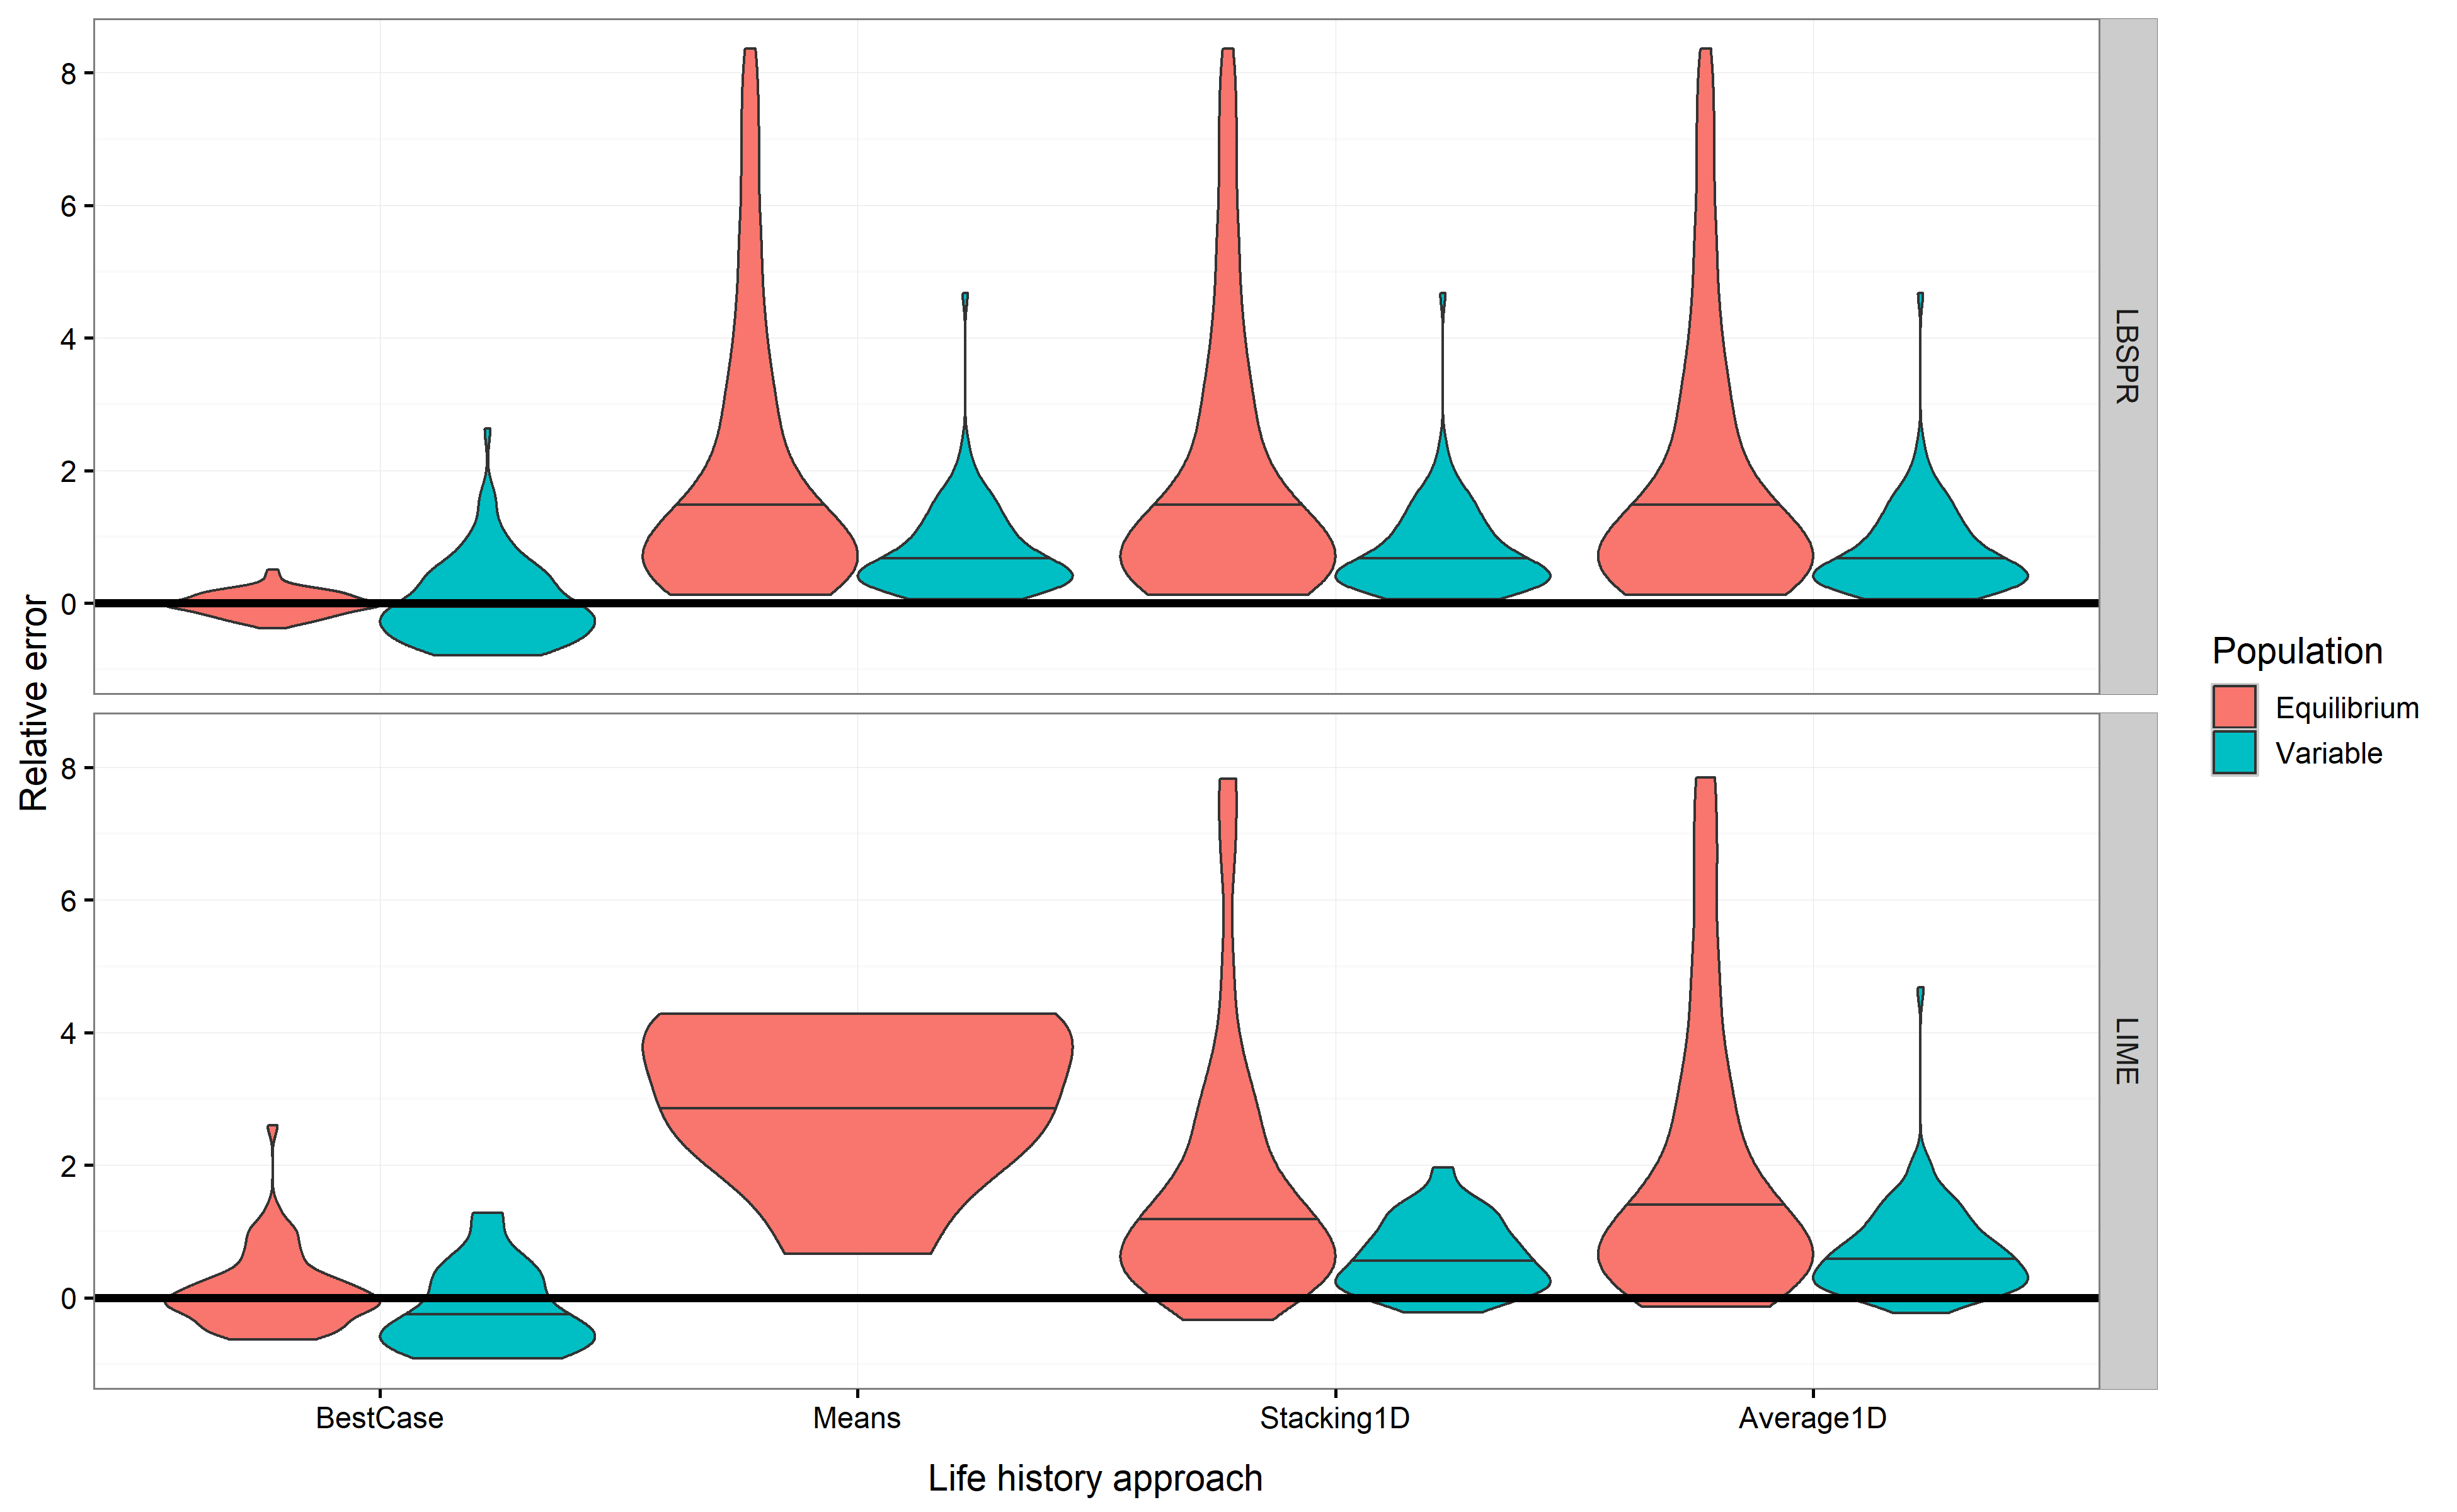 Relative error
8
6
4
2
0
LBSPR
8
6
4
2
0
LIME
BestCase
Means
Stacking1D
Average1D
Life history approach
Population
Equilibrium
Variable